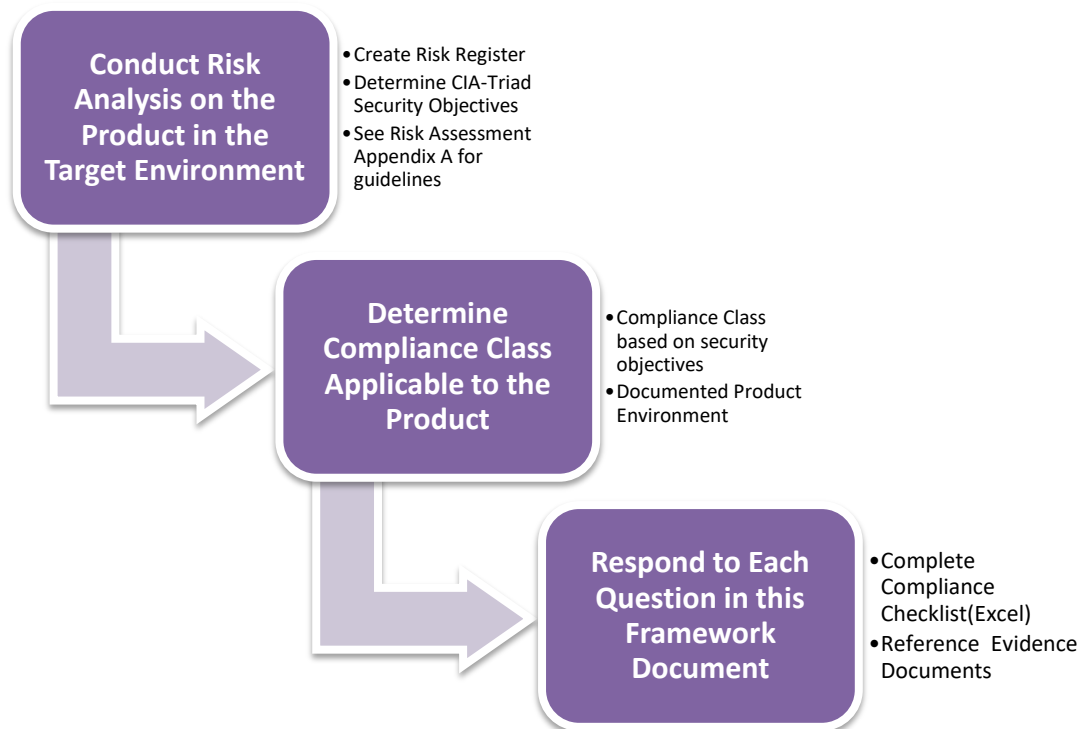 Conduct Risk
Analysis on the
Product in the
Target Environment
•Create Risk Register
•Determine CIA-Triad
Security Objectives
•See Risk Assessment
Appendix A for
guidelines
Determine
Compliance Class
Applicable to the
Product
•Compliance Class
based on security
objectives
•Documented Product
Environment
Respond to Each
Question in this
Framework
Document
•Complete
Compliance
Checklist(Excel)
•Reference Evidence
Documents